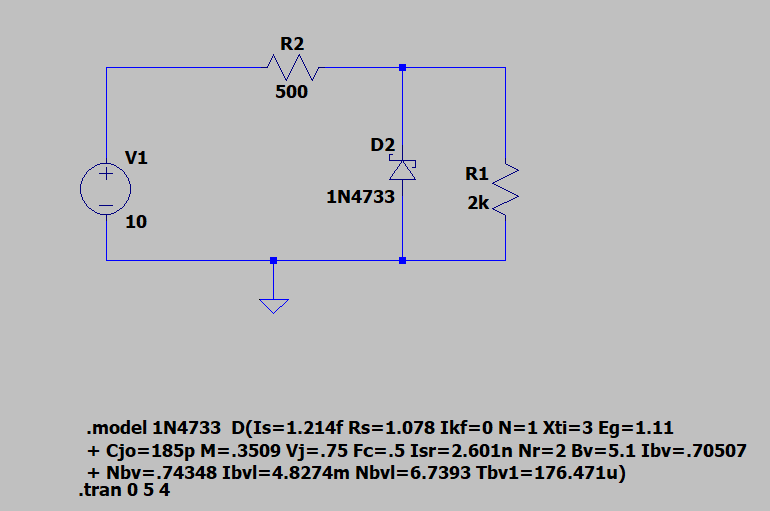 R2
500
V1
10
D2
1N4733
R1
2k
.model 1N4733 D(Is=1.214f Rs=1.078 Ikf=0 N=1 Xti=3 Eg=1.11
+ Cjo=185p M=.3509 Vj=.75 Fc=.5 Isr=2.601n Nr=2 Bv=5.1 Ibv=.70507
+ Nbv=.74348 Ibvl=4.8274m Nbvl=6.7393 Tbv1=176.471u)
.tran 0 5 4